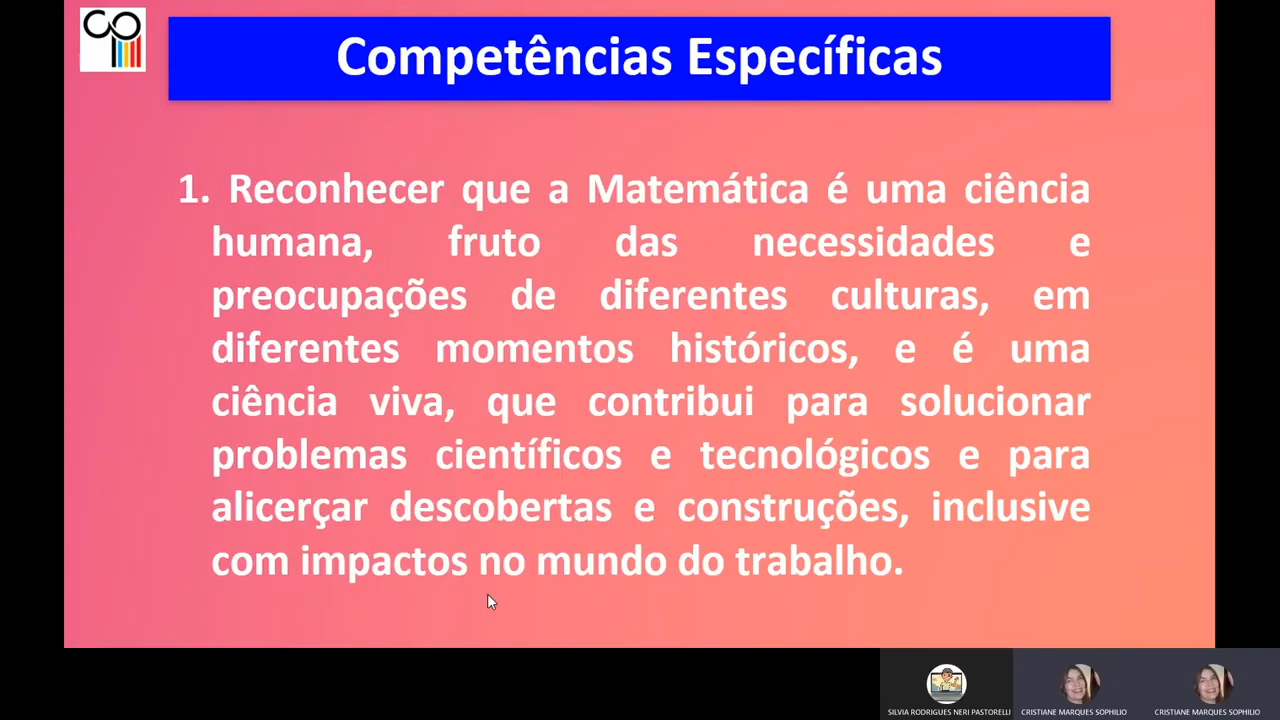 Competências Específicas
1. Reconhecer que a Matemática é uma ciência
humana, fruto das necessidades e
preocupações de diferentes culturas, em
diferentes momentos históricos, e é uma
ciência viva, que contribui para solucionar
problemas científicos e tecnológicos e para
alicerçar descobertas e construções, inclusive
com impactos no mundo do trabalho.
SILVIA RODRIGUES NERI PASTORELLI
CRISTIANE MARQUES SOPHILIO
CRISTIANE MARQUES SOPHILIO